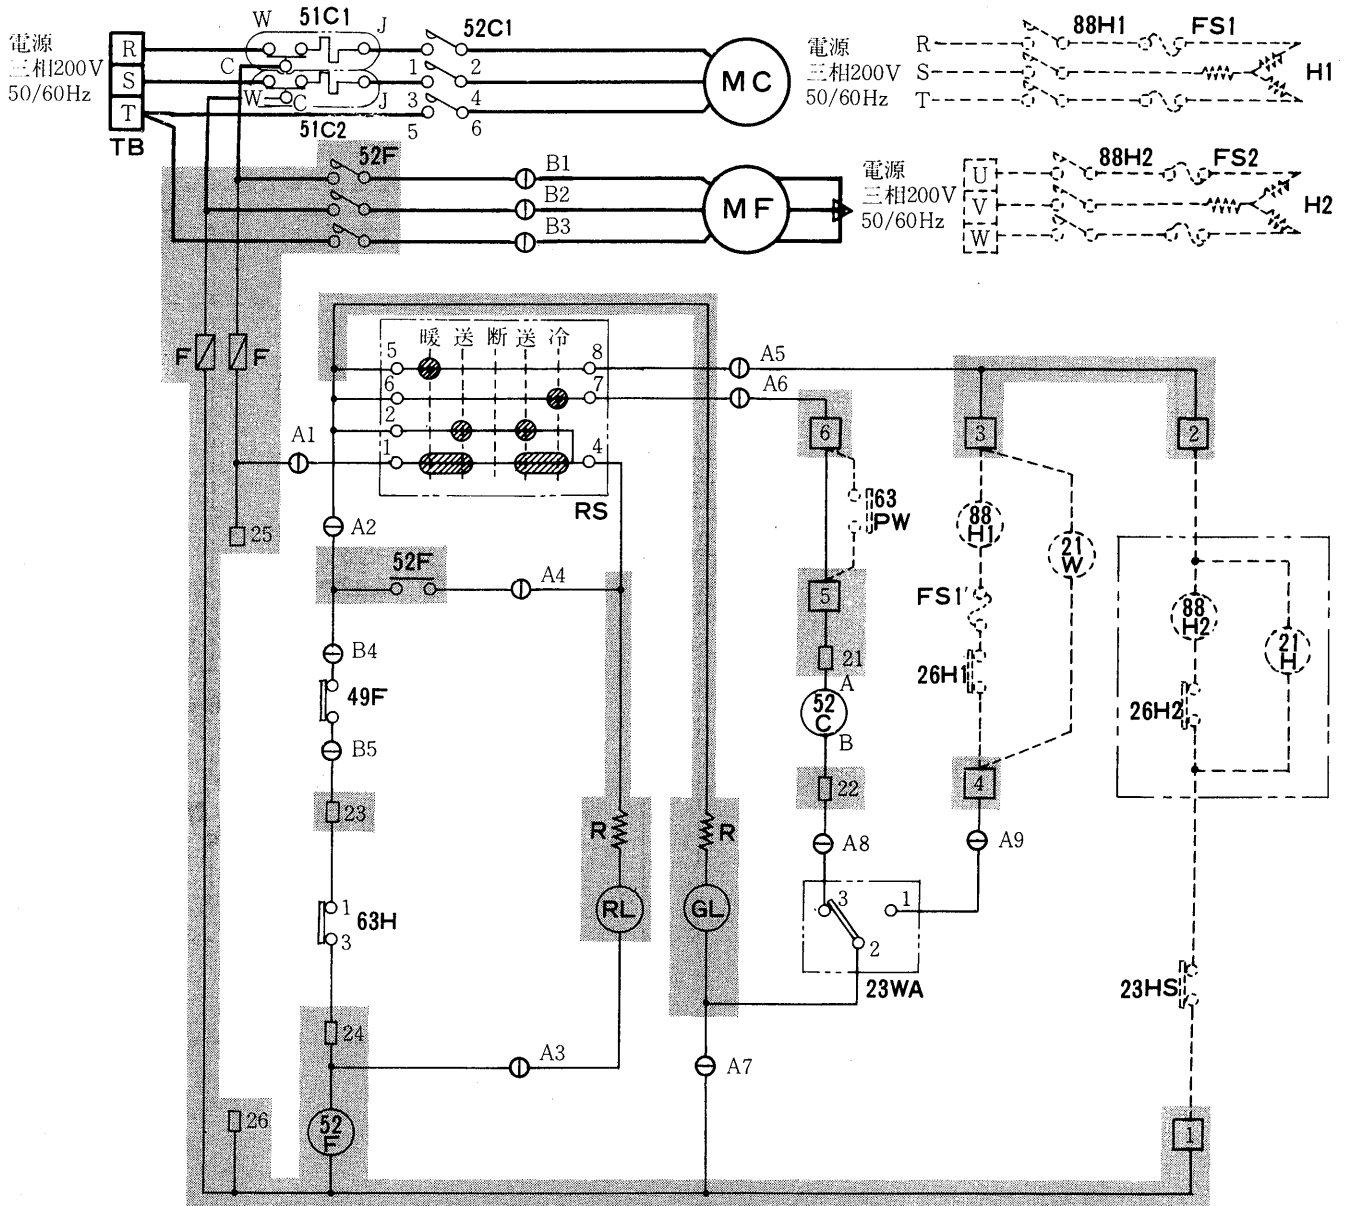 電源
三相200V
50/60Hz
R
S
T
TB
W
51C1
J
C
W
C
J
51C2
52C1
1
2
3
4
5
6
MC
電源
三相200V
50/60Hz
R
S
T
88H1
FS1
H1
52F
B1
B2
B3
MF
電源
三相200V
50/60Hz
U
V
W
88H2
FS2
H2
F
F
暖 送 断 送 冷
5
8
6
7
2
1
4
RS
A1
A5
A6
25
A2
52F
A4
6
63
PW
3
2
88
H1
21
W
5
FS1'
26H1
88
H2
21
H
26H2
B4
49F
B5
21
A
52
C
B
22
4
23
R
R
A8
A9
1
63H
3
RL
GL
3
1
2
23WA
23HS
24
A3
A7
26
52
F
1